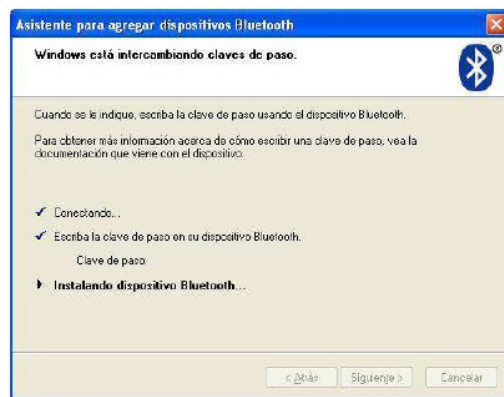 Asistente para agregar dispositivos Bluetooth
Windows está intercambiando claves de paso.
Cuando se le indique, escriba la clave de paso usando el dispositivo Bluetooth.
Para obtener más información acerca de cómo escribir una clave de paso, vea la
documentación que viene con el dispositivo.
Conectando...
Escriba la clave de paso en su dispositivo Bluetooth.
Clave de paso
Instalando dispositivo Bluetooth...
< Atrás
Siguiente >
Cancelar